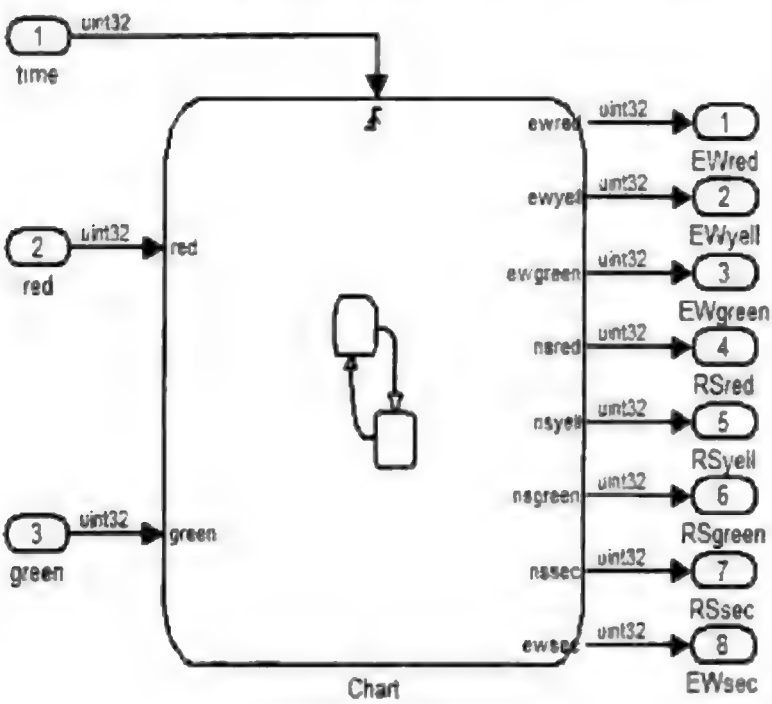 1 uint32
time
2 uint32 red
red
3 uint32 green
green
ewred uint32 1
EWred
ewyell uint32 2
EWyell
ewgreen uint32 3
EWgreen
nsred uint32 4
RSred
nsyell uint32 5
RSyell
nsgreen uint32 6
RSgreen
nssec uint32 7
RSsec
ewsec uint32 8
EWsec
Chart